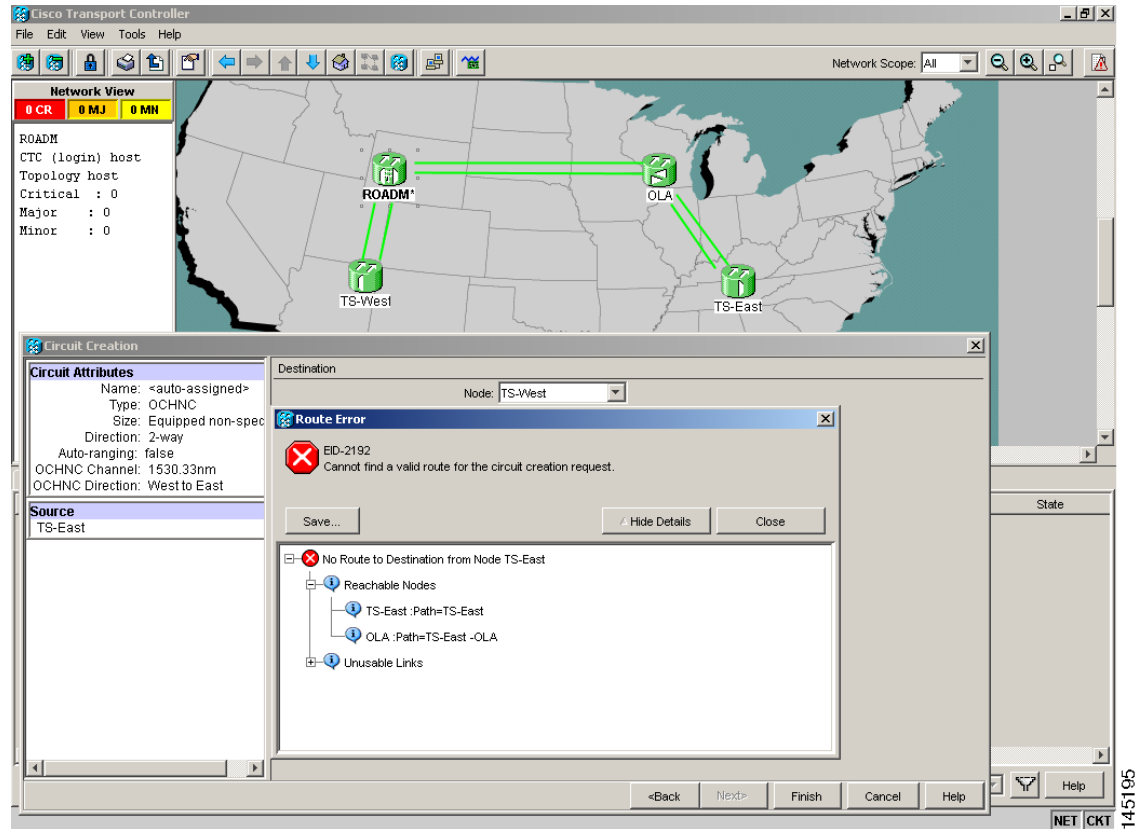 Cisco Transport Controller
File Edit View Tools Help
Network Scope: All
Network View
0 CR 0 MJ 0 MN
ROADM
CTC (login) host
Topology host
Critical : 0
Major : 0
Minor : 0
ROADM*
OLA
TS-West
TS-East
Circuit Creation
Circuit Attributes
Name: <auto-assigned>
Type: OCHNC
Size: Equipped non-spec
Direction: 2-way
Auto-ranging: false
OCHNC Channel: 1530.33nm
OCHNC Direction: West to East
Source
TS-East
Destination
Node: TS-West
Route Error
EID-2192
Cannot find a valid route for the circuit creation request.
Save... Hide Details Close
No Route to Destination from Node TS-East
Reachable Nodes
TS-East :Path=TS-East
OLA :Path=TS-East -OLA
Unusable Links
State
<Back Next> Finish Cancel Help
Help
NET CKT
145195